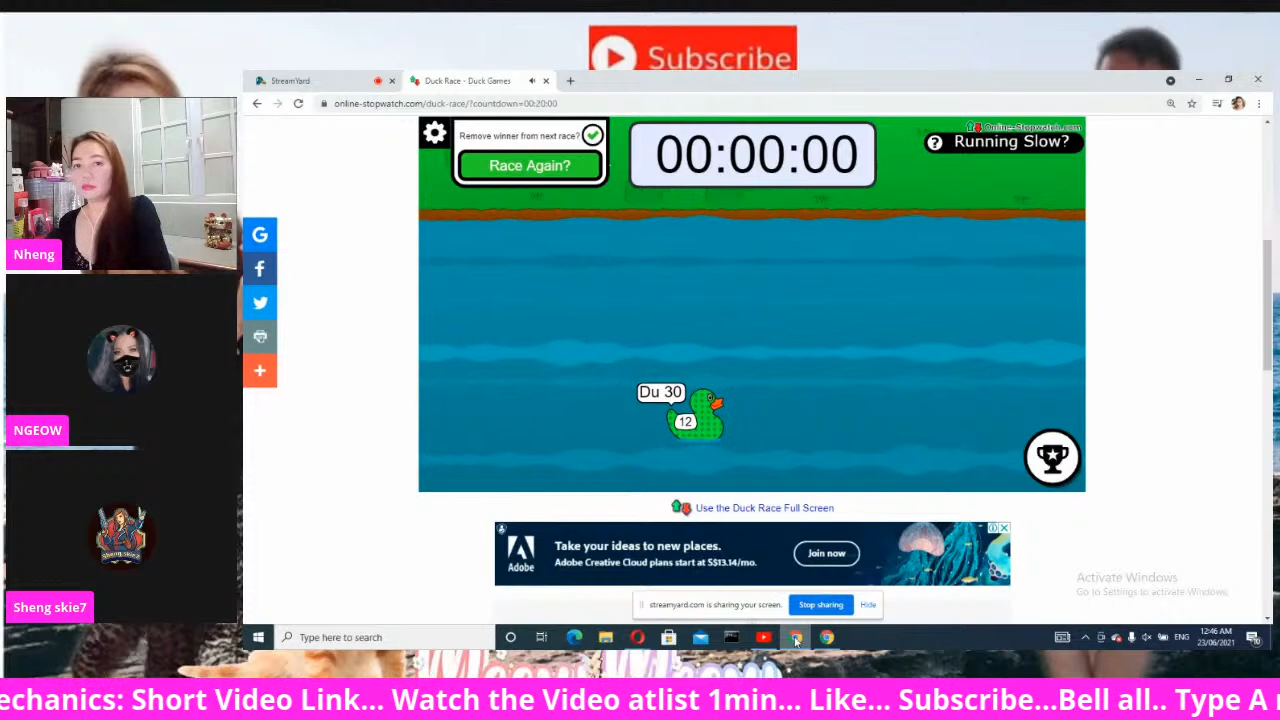 Subscribe
StreamYard
Duck Race - Duck Games
online-stopwatch.com/duck-race/?countdown=00:20:00
Remove winner from next race?
Race Again?
00:00:00
Online-Stopwatch.com
? Running Slow?
Nheng
G
f
NGEOW
Sheng skie7
Du 30
12
Use the Duck Race Full Screen
Adobe
Take your ideas to new places.
Adobe Creative Cloud plans start at S$13.14/mo.
Join now
Activate Windows
Go to Settings to activate Windows.
streamyard.com is sharing your screen.
Stop sharing
Hide
Type here to search
ENG
12:46 AM
23/06/2021
echanics: Short Video Link... Watch the Video atlist 1min... Like... Subscribe...Bell all.. Type A